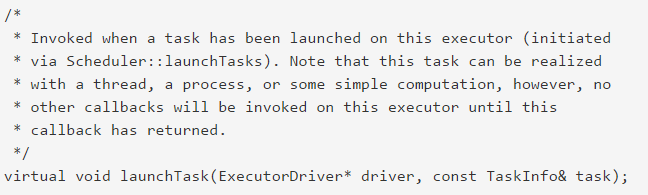 /*
* Invoked when a task has been launched on this executor (initiated
* via Scheduler::launchTasks). Note that this task can be realized
* with a thread, a process, or some simple computation, however, no
* other callbacks will be invoked on this executor until this
* callback has returned.
*/
virtual void launchTask(ExecutorDriver* driver, const TaskInfo& task);